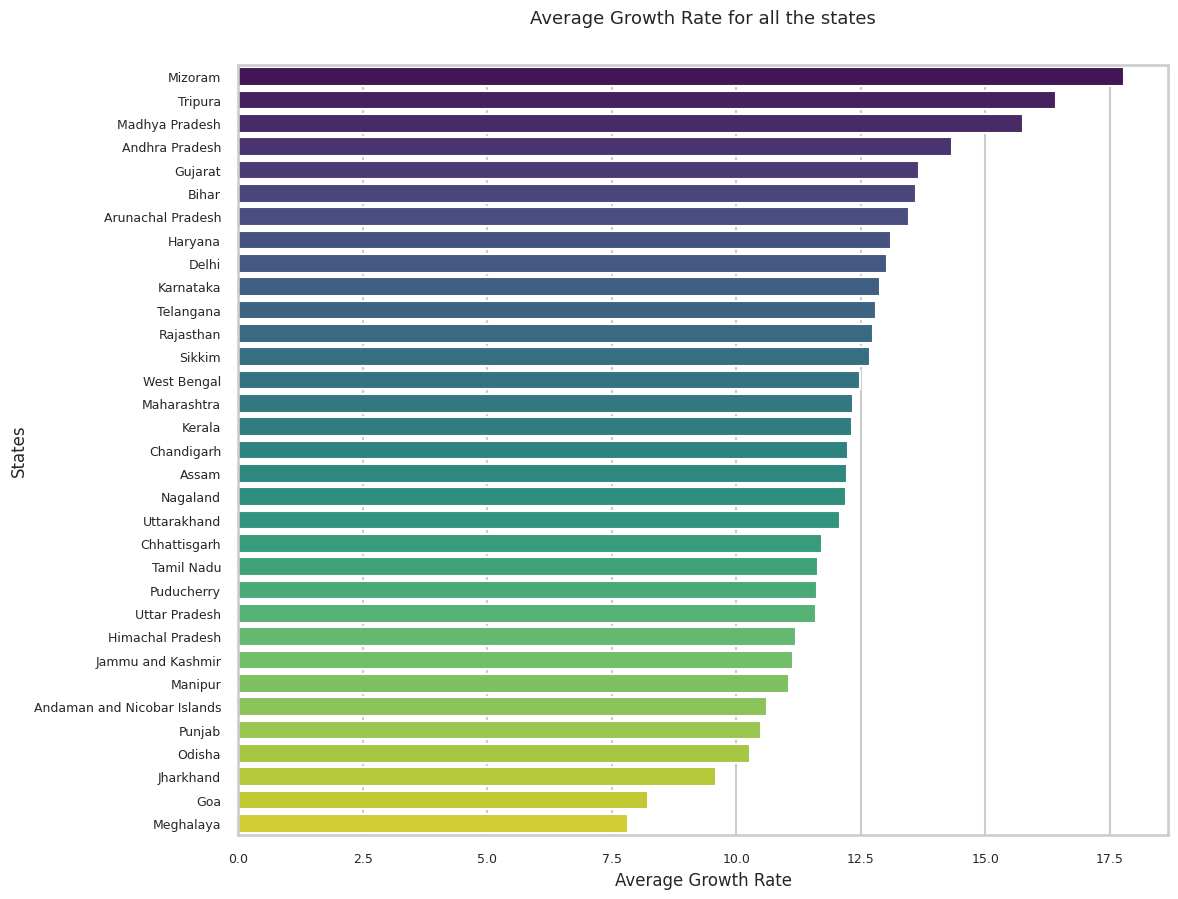 Average Growth Rate for all the states
Mizoram
Tripura
Madhya Pradesh
Andhra Pradesh
Gujarat
Bihar
Arunachal Pradesh
Haryana
Delhi
Karnataka
Telangana
Rajasthan
Sikkim
West Bengal
Maharashtra
Kerala
Chandigarh
Assam
Nagaland
Uttarakhand
Chhattisgarh
Tamil Nadu
Puducherry
Uttar Pradesh
Himachal Pradesh
Jammu and Kashmir
Manipur
Andaman and Nicobar Islands
Punjab
Odisha
Jharkhand
Goa
Meghalaya
States
0.0 2.5 5.0 7.5 10.0 12.5 15.0 17.5
Average Growth Rate